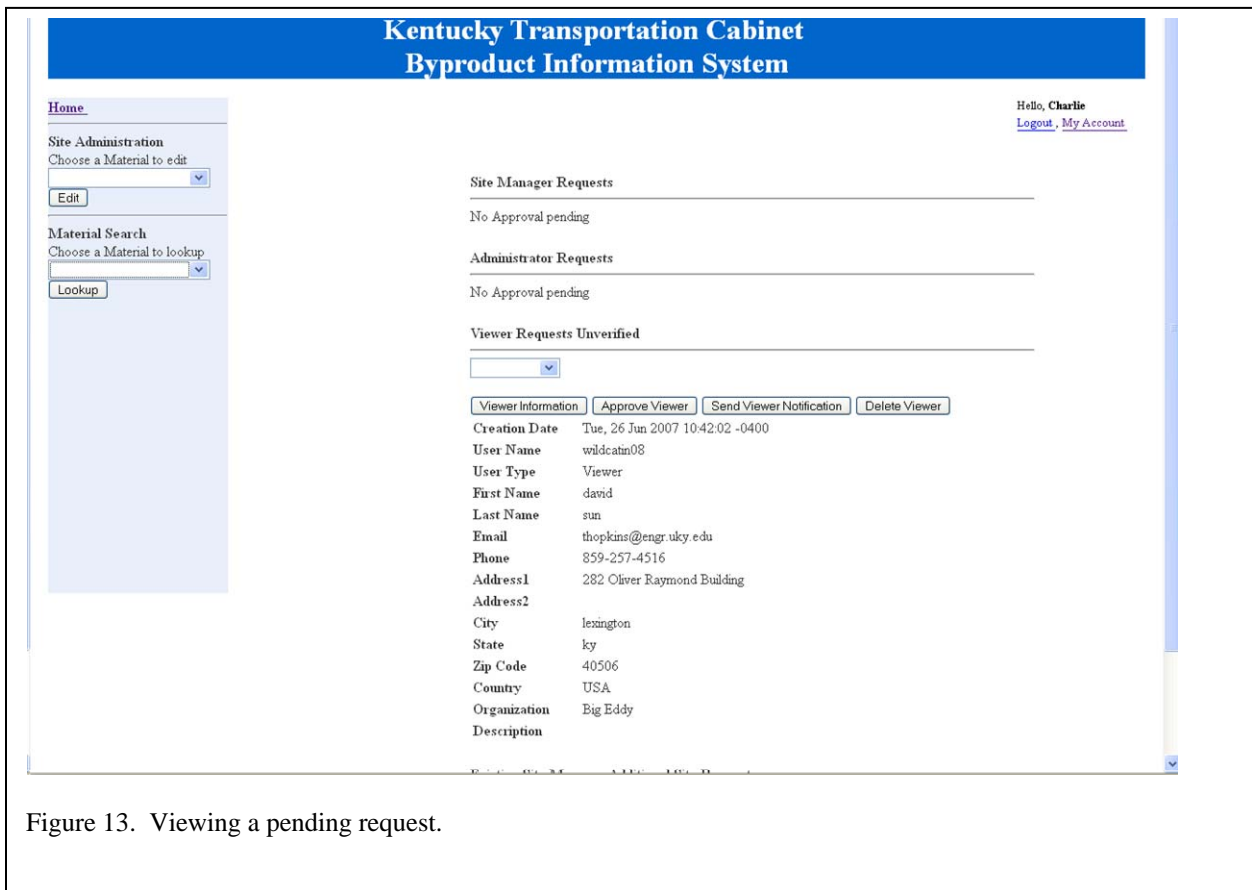 Kentucky Transportation Cabinet
Byproduct Information System
Home
Hello, Charlie
Logout , My Account
Site Administration
Choose a Material to edit
Edit
Material Search
Choose a Material to lookup
Lookup
Site Manager Requests
No Approval pending
Administrator Requests
No Approval pending
Viewer Requests Unverified
Viewer Information Approve Viewer Send Viewer Notification Delete Viewer
Creation Date Tue, 26 Jun 2007 10:42:02 -0400
User Name wildcatin08
User Type Viewer
First Name david
Last Name sun
Email thopkins@engr.uky.edu
Phone 859-257-4516
Address1 282 Oliver Raymond Building
Address2
City lexington
State ky
Zip Code 40506
Country USA
Organization Big Eddy
Description
Figure 13. Viewing a pending request.